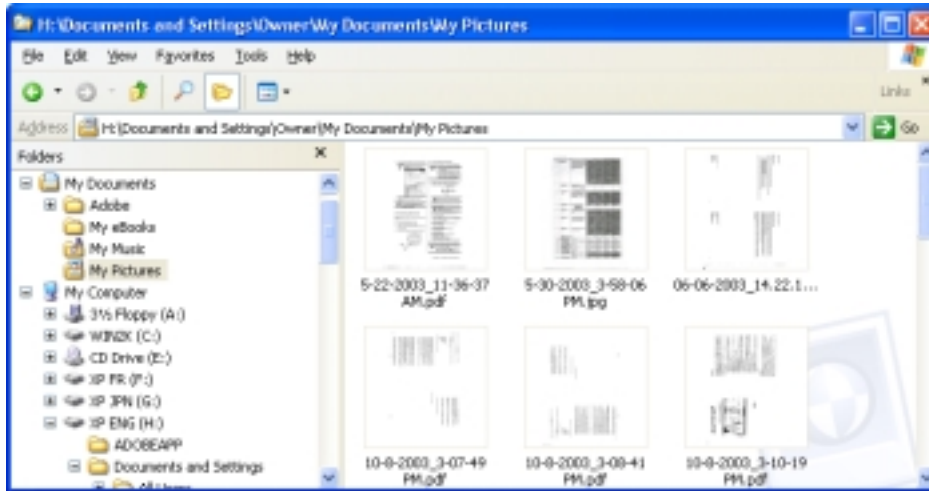 H:\Documents and Settings\Owner\My Documents\My Pictures
File Edit View Favorites Tools Help
Links
Address H:\Documents and Settings\Owner\My Documents\My Pictures Go
Folders
My Documents
Adobe
My eBooks
My Music
My Pictures
My Computer
3½ Floppy (A:)
WIN2K (C:)
CD Drive (E:)
XP FR (F:)
XP JPN (G:)
XP ENG (H:)
ADOBEAPP
Documents and Settings
All Users
5-22-2003_11-36-37
AM.pdf
5-30-2003_3-58-06
PM.jpg
06-06-2003_14.22.1...
10-8-2003_3-07-49
PM.pdf
10-8-2003_3-08-41
PM.pdf
10-8-2003_3-10-19
PM.pdf